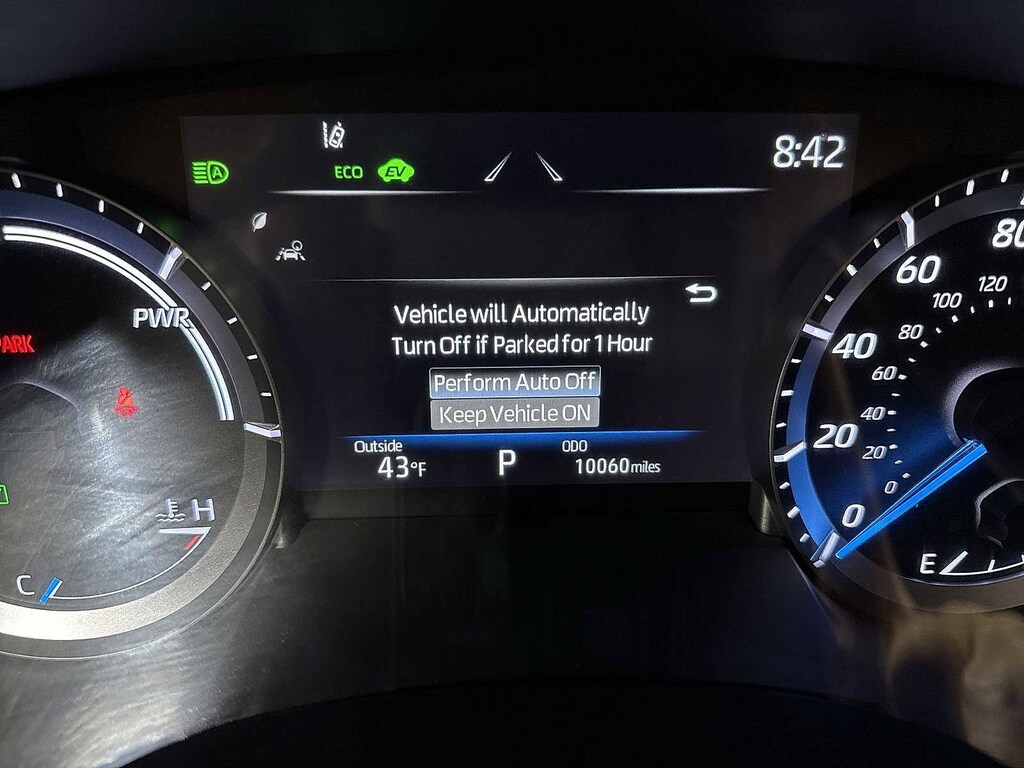 8:42
A
ECO EV
Vehicle will Automatically
Turn Off if Parked for 1 Hour
Perform Auto Off
Keep Vehicle ON
Outside
43°F
P
ODO
10060 miles
PWR
PARK
H
C
80
60
40
20
0
120
100
80
60
40
20
0
E